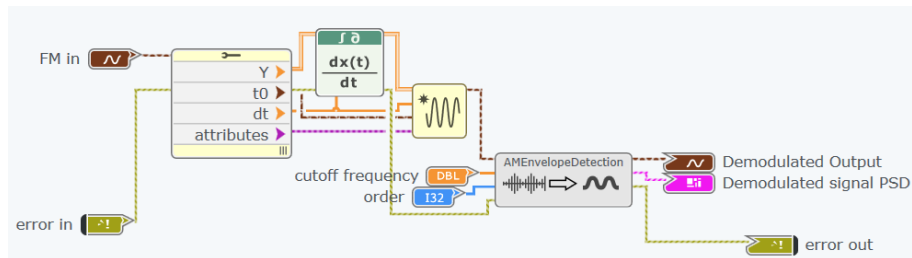 ∫ ∂
FM in
dx(t)
dt
Y
t0
dt
attributes
AMEnvelopeDetection
cutoff frequency
DBL
order
I32
Demodulated Output
Demodulated signal PSD
error in
error out